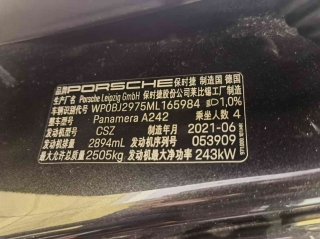 品牌 PORSCHE 保时捷 制造国 德国
生产厂名 Porsche Leipzig GmbH 保时捷股份公司莱比锡工厂制造
车辆识别代号 WP0BJ2975ML165984 1,0%
整车型号 Panamera A242 乘坐人数 4
发动机型号 CSZ 制造年月 2021-06
发动机排量 2894mL 发动机序号 053909
最大允许总质量 2505kg 发动机最大净功率 243kW